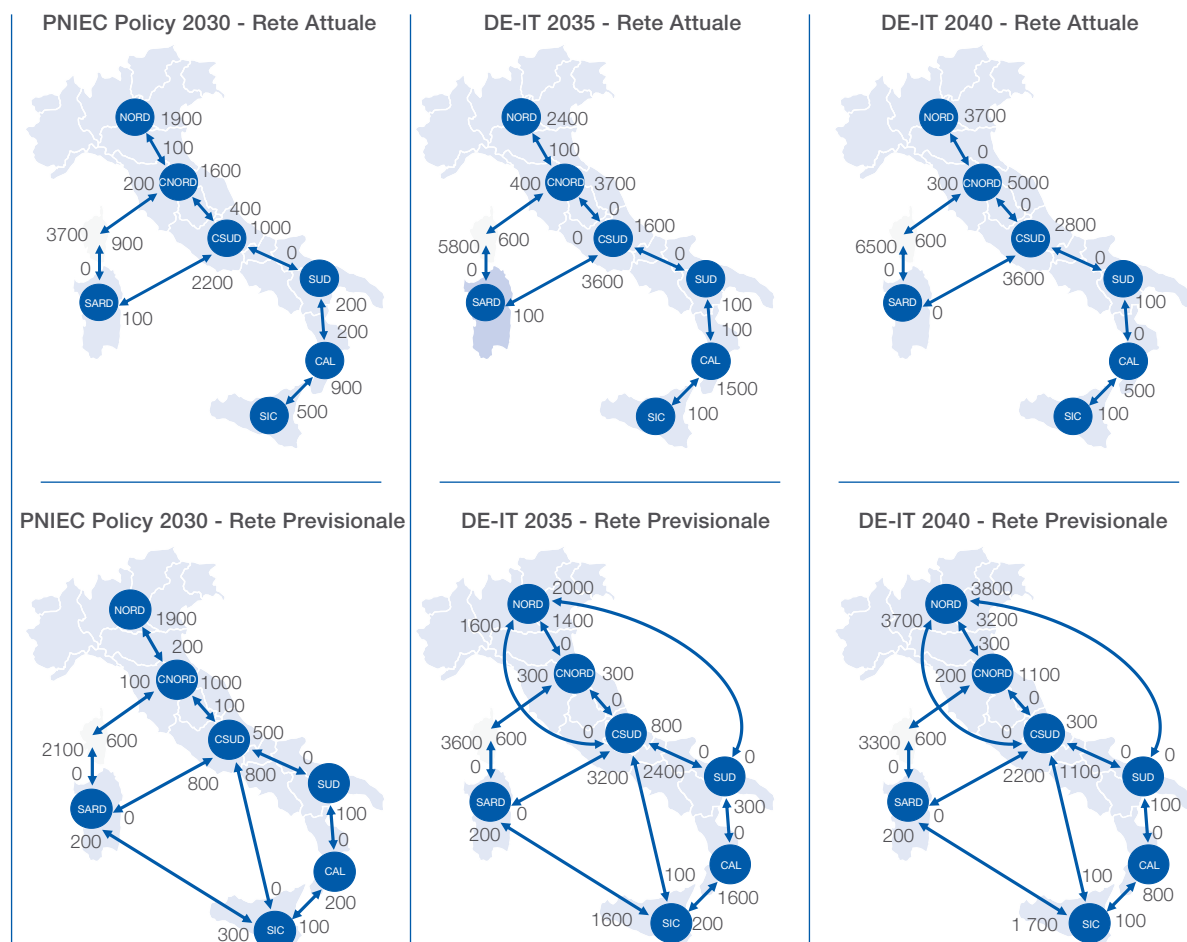 PNIEC Policy 2030 - Rete Attuale
NORD
1900
100
1600
200
CNORD
400
1000
3700
900
CSUD
0
0
2200
SUD
SARD
100
200
200
CAL
900
500
SIC
DE-IT 2035 - Rete Attuale
NORD
2400
100
400
CNORD
3700
0
1600
5800
600
0
CSUD
0
0
3600
SUD
SARD
100
100
100
CAL
1500
100
SIC
DE-IT 2040 - Rete Attuale
NORD
3700
0
300
CNORD
5000
0
2800
6500
600
CSUD
0
0
3600
SUD
SARD
0
100
0
CAL
500
100
SIC
PNIEC Policy 2030 - Rete Previsionale
NORD
1900
200
100
CNORD
1000
100
500
2100
600
CSUD
0
0
800
800
SUD
SARD
0
100
200
0
CAL
0
200
100
300
SIC
DE-IT 2035 - Rete Previsionale
2000
NORD
1600
1400
0
300
CNORD
300
0
800
3600
600
0
CSUD
0
0
0
3200
2400
SUD
SARD
0
300
200
0
CAL
100
1600
1600
200
SIC
DE-IT 2040 - Rete Previsionale
3800
NORD
3700
3200
300
200
CNORD
1100
0
300
3300
600
0
CSUD
0
0
0
2200
1100
SUD
SARD
0
100
200
0
CAL
100
800
1 700
100
SIC